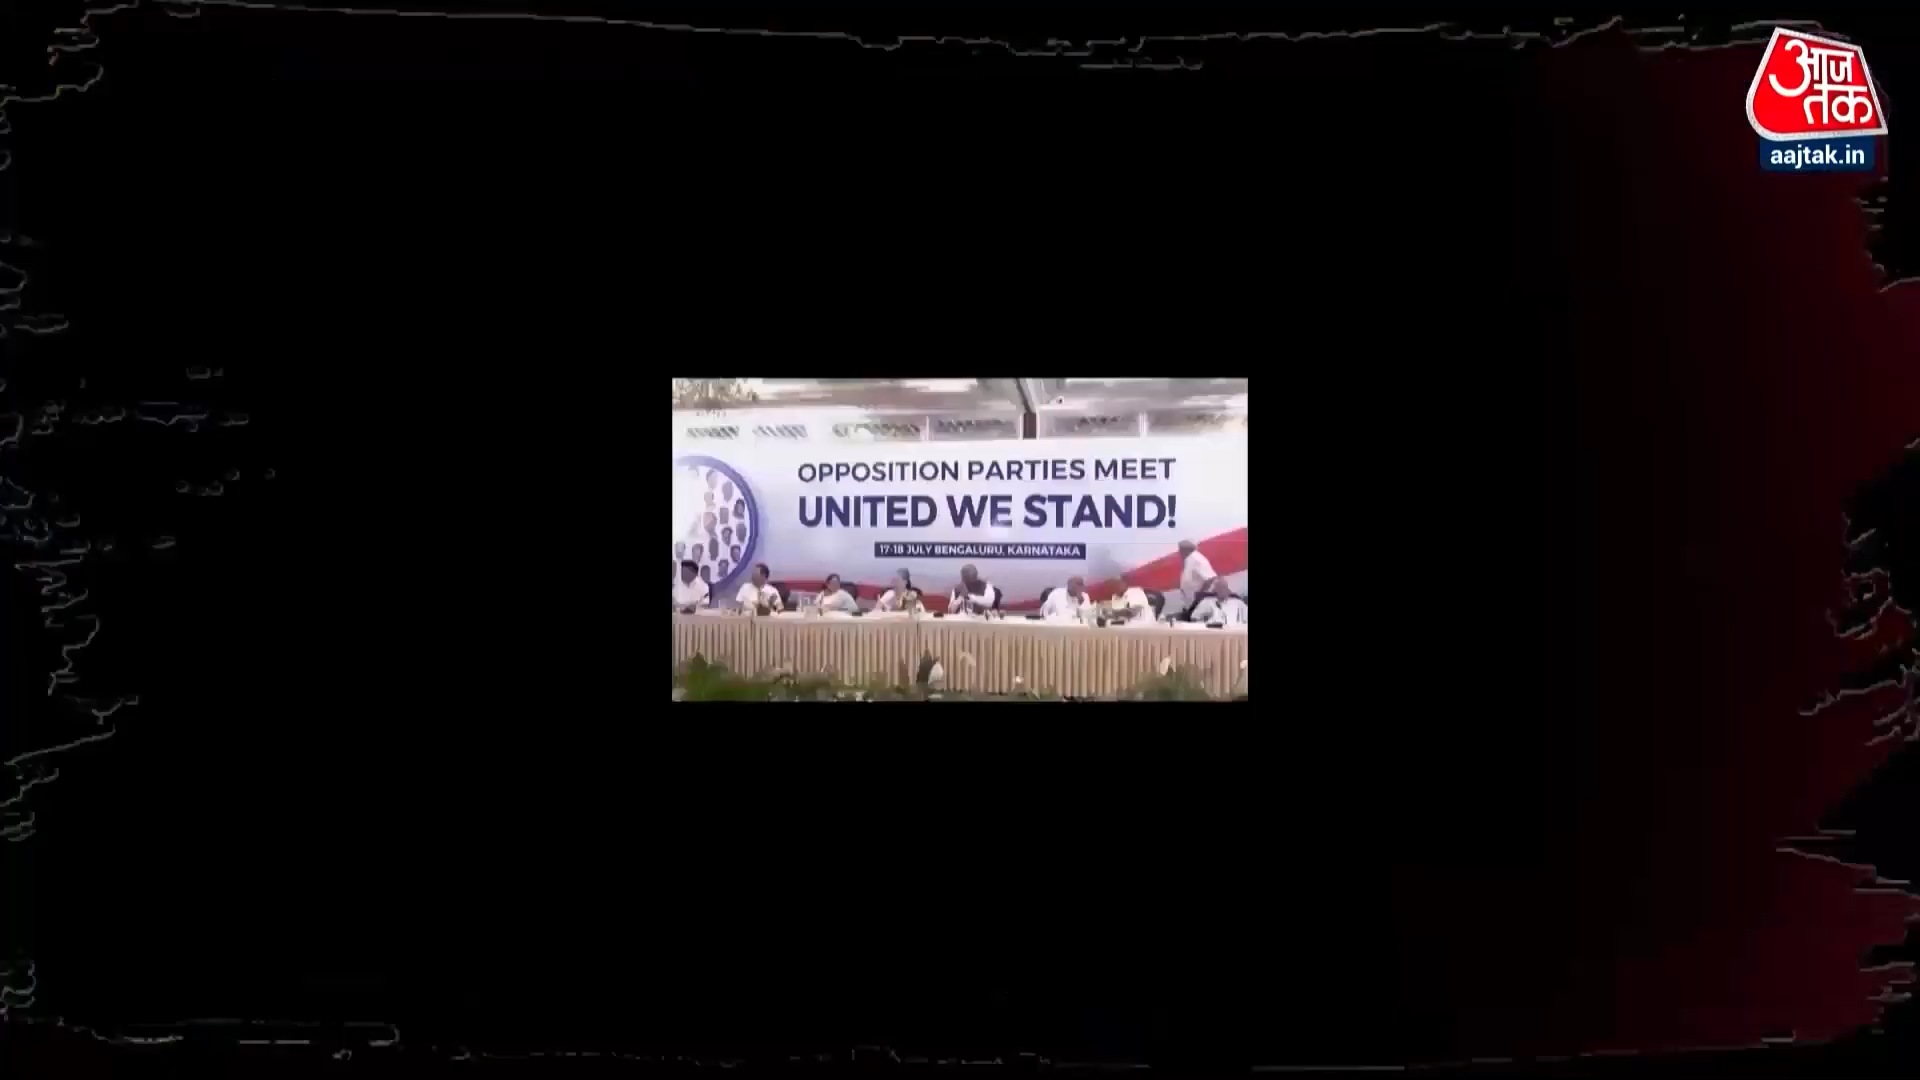 आज
तक
aajtak.in
OPPOSITION PARTIES MEET
UNITED WE STAND!
17-18 JULY BENGALURU, KARNATAKA